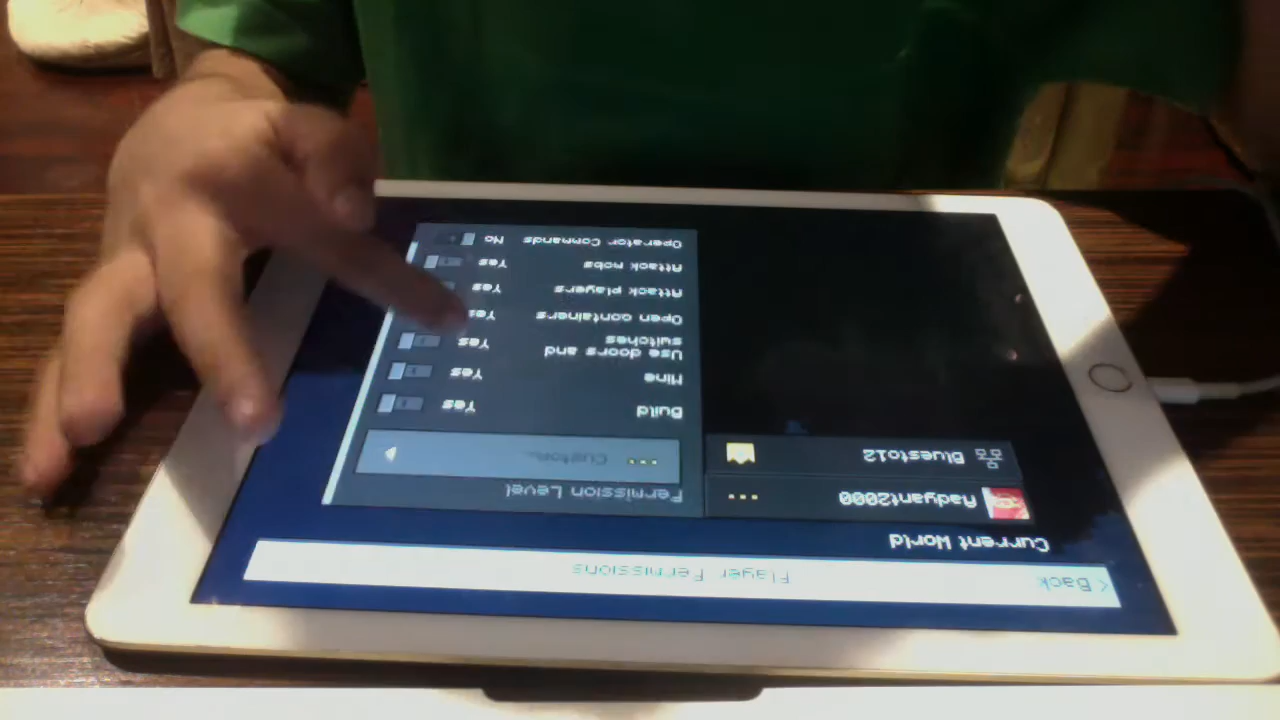 < Back
Player Permissions
Current World
Aadyant2000
Bluesto12
Permission Level
Custom...
Build Yes
Mine Yes
Use doors and
switches Yes
Open containers Yes
Attack players Yes
Attack mobs Yes
Operator Commands No